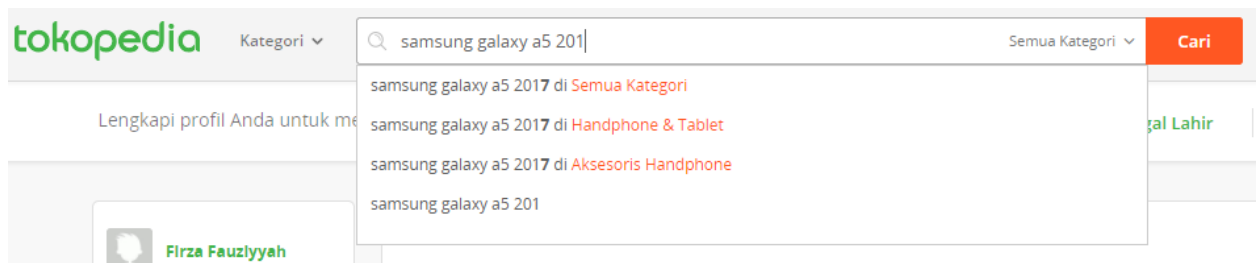 tokopedia Kategori samsung galaxy a5 201 Semua Kategori Cari
samsung galaxy a5 2017 di Semua Kategori
Lengkapi profil Anda untuk me
samsung galaxy a5 2017 di Handphone & Tablet
gal Lahir
samsung galaxy a5 2017 di Aksesoris Handphone
samsung galaxy a5 201
Firza Fauziyyah